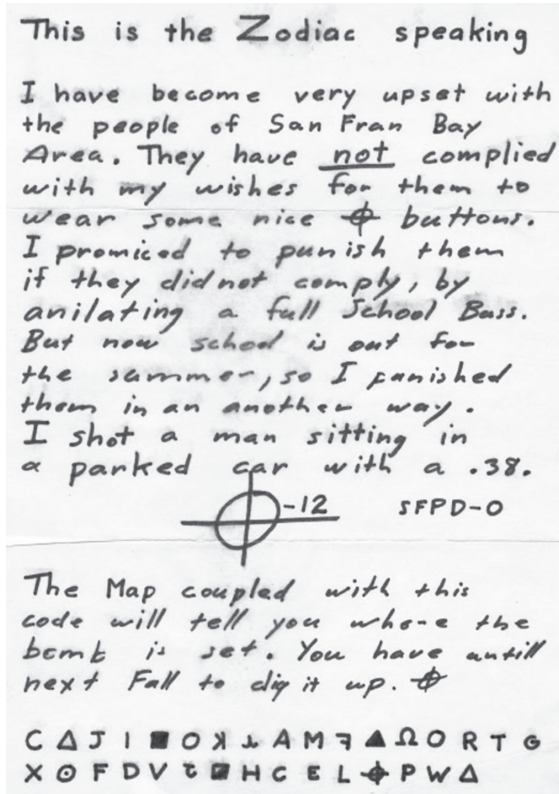 This is the Zodiac speaking
I have become very upset with
the people of San Fran Bay
Area. They have not complied
with my wishes for them to
wear some nice ⌖ buttons.
I promiced to punish them
if they did not comply, by
anilating a full School Buss.
But now school is out for
the summer, so I punished
them in an another way.
I shot a man sitting in
a parked car with a .38.
⌖-12 SFPD-0
The Map coupled with this
code will tell you where the
bomb is set. You have antill
next Fall to dig it up. ⌖
C Δ J I ■ O ꓘ ⅄ A M ꟻ ▲ Ω O R T G
X ⊙ F D V Ɛ ◪ H C E L ⌖ P W Δ